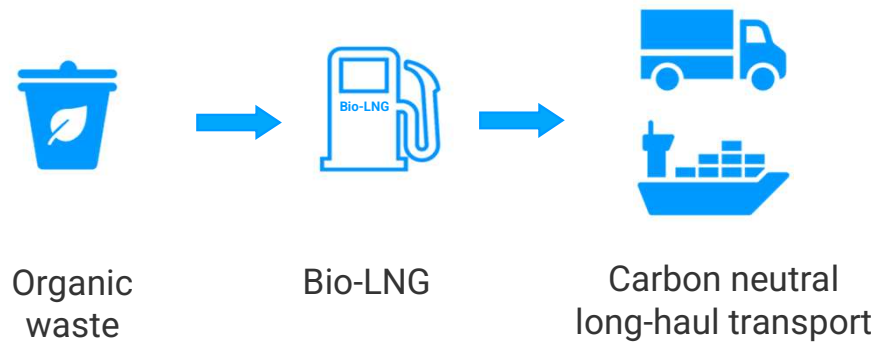 Bio-LNG
Organic
waste
Bio-LNG
Carbon neutral
long-haul transport